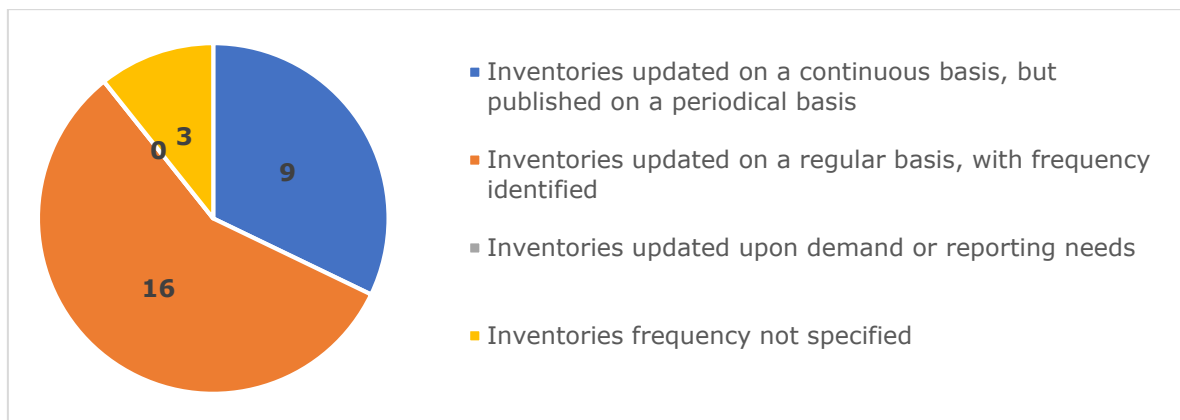 3
0
9
16
Inventories updated on a continuous basis, but
published on a periodical basis
Inventories updated on a regular basis, with frequency
identified
Inventories updated upon demand or reporting needs
Inventories frequency not specified